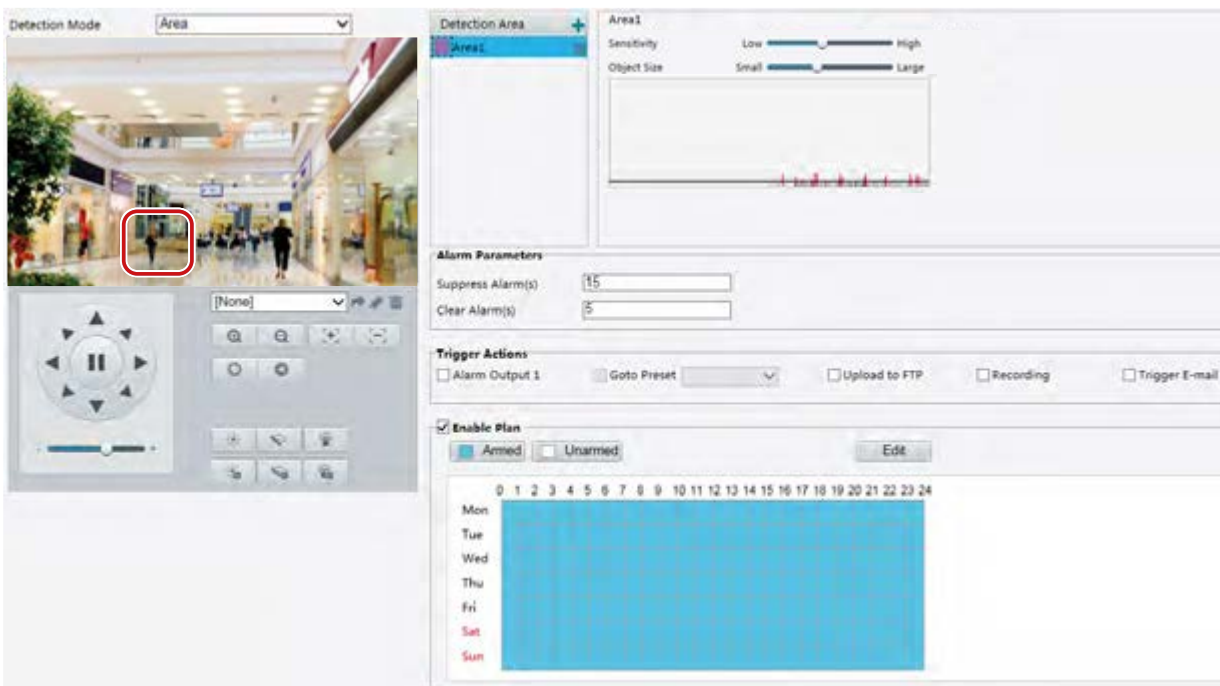 Detection Mode Area
Detection Area
Area1
Area1
Sensitivity Low High
Object Size Small Large
Alarm Parameters
Suppress Alarm(s) 15
Clear Alarm(s) 5
[None]
Trigger Actions
Alarm Output 1 Goto Preset Upload to FTP Recording Trigger E-mail
Enable Plan
Armed Unarmed Edit
0 1 2 3 4 5 6 7 8 9 10 11 12 13 14 15 16 17 18 19 20 21 22 23 24
Mon
Tue
Wed
Thu
Fri
Sat
Sun